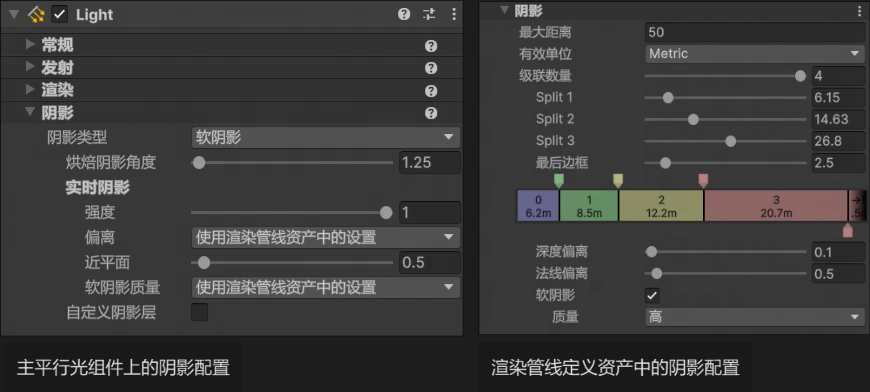 Light
常规
发射
渲染
阴影
阴影类型 软阴影
烘焙阴影角度 1.25
实时阴影
强度 1
偏离 使用渲染管线资产中的设置
近平面 0.5
软阴影质量 使用渲染管线资产中的设置
自定义阴影层
主平行光组件上的阴影配置
阴影
最大距离 50
有效单位 Metric
级联数量 4
Split 1 6.15
Split 2 14.63
Split 3 26.8
最后边框 2.5
0 1 2 3
6.2m 8.5m 12.2m 20.7m
深度偏离 0.1
法线偏离 0.5
软阴影
质量 高
渲染管线定义资产中的阴影配置